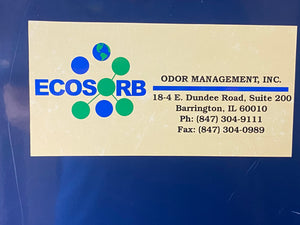 ECOSORB
ODOR MANAGEMENT, INC.
18-4 E. Dundee Road, Suite 200
Barrington, IL 60010
Ph: (847) 304-9111
Fax: (847) 304-0989